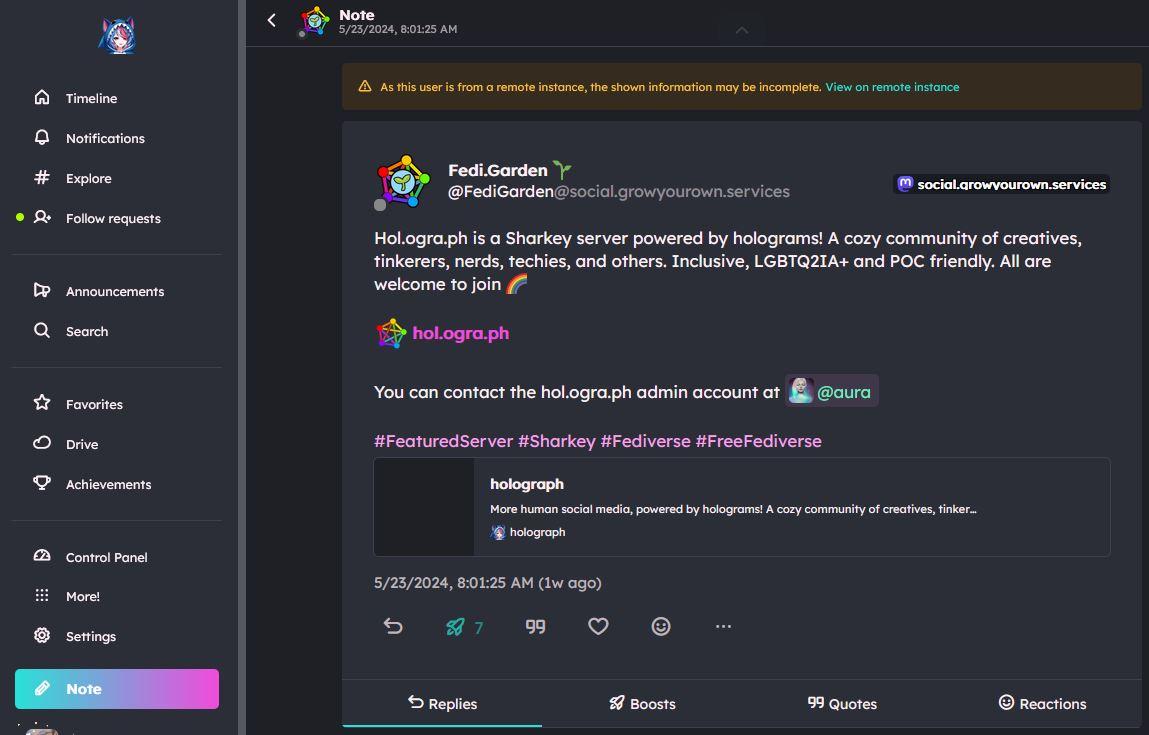 Timeline
Notifications
Explore
Follow requests
Announcements
Search
Favorites
Drive
Achievements
Control Panel
More!
Settings
Note
Note
5/23/2024, 8:01:25 AM
As this user is from a remote instance, the shown information may be incomplete. View on remote instance
Fedi.Garden
@FediGarden@social.growyourown.services
social.growyourown.services
Hol.ogra.ph is a Sharkey server powered by holograms! A cozy community of creatives,
tinkerers, nerds, techies, and others. Inclusive, LGBTQ2IA+ and POC friendly. All are
welcome to join 🌈
hol.ogra.ph
You can contact the hol.ogra.ph admin account at @aura
#FeaturedServer #Sharkey #Fediverse #FreeFediverse
holograph
More human social media, powered by holograms! A cozy community of creatives, tinker…
holograph
5/23/2024, 8:01:25 AM (1w ago)
7
Replies
Boosts
Quotes
Reactions